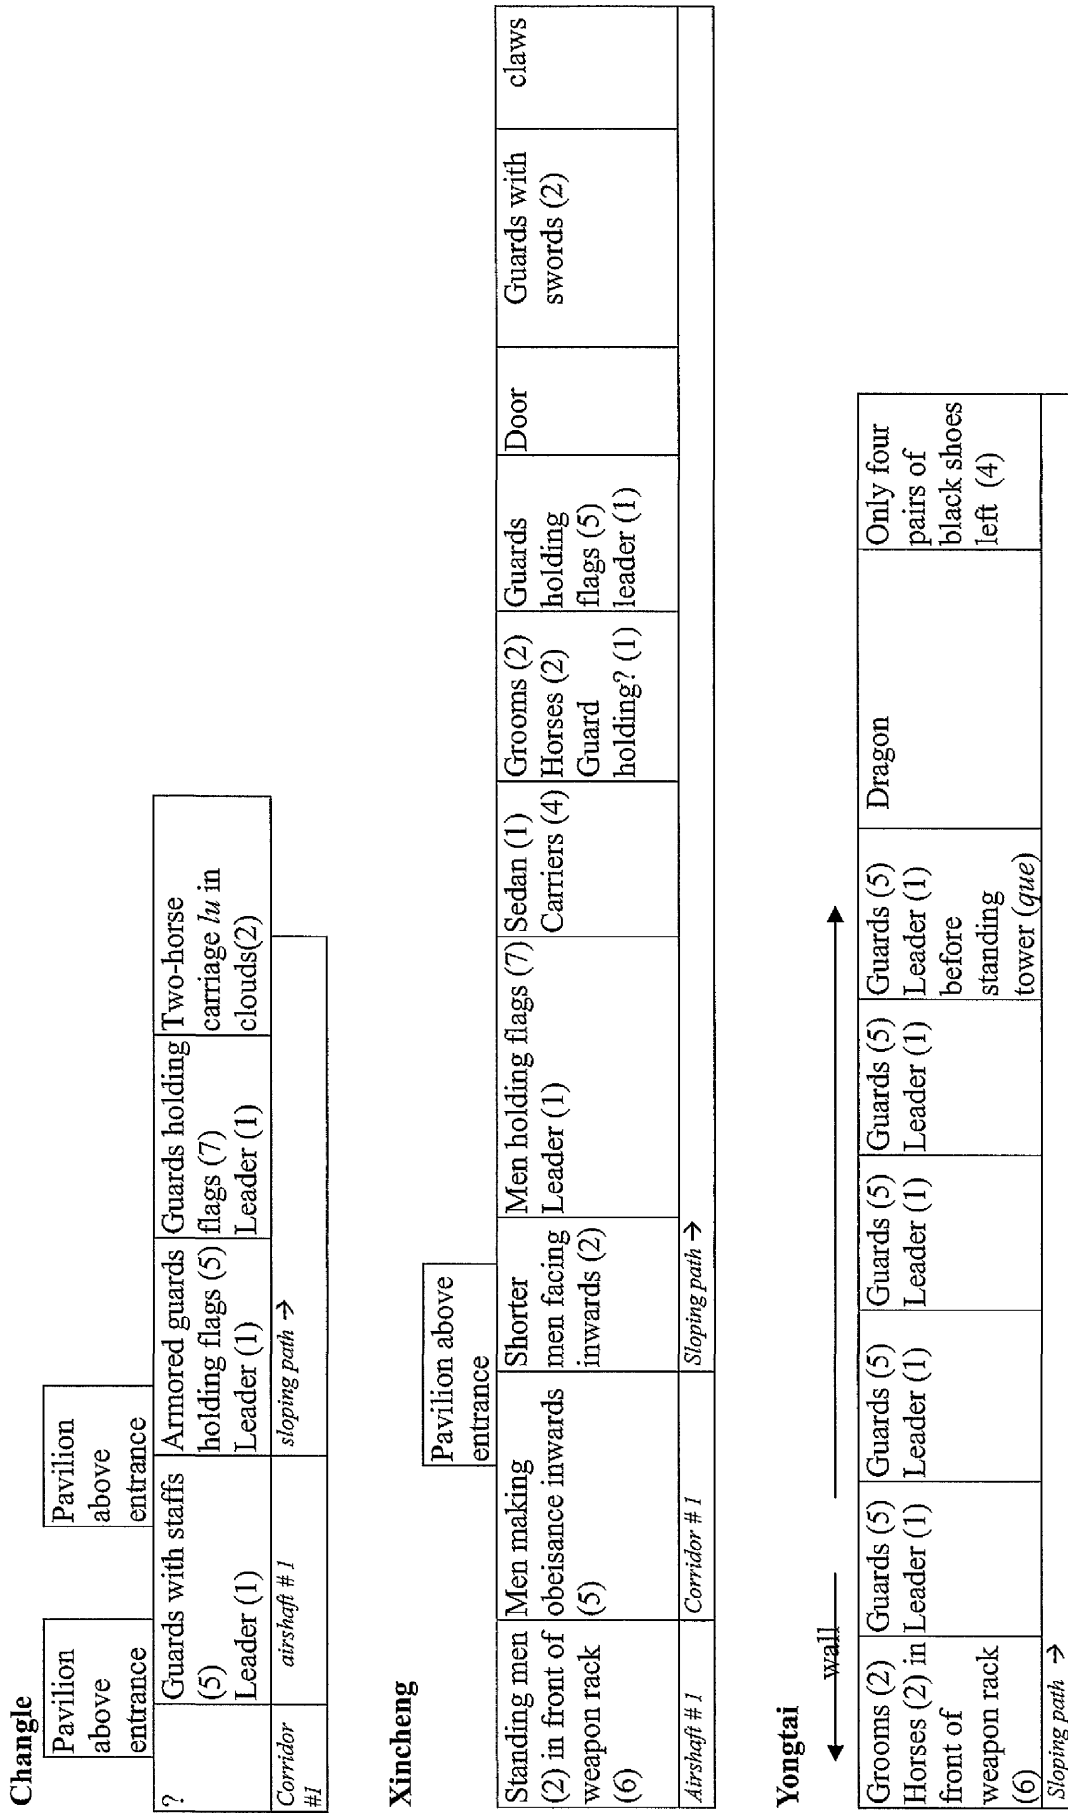 Changle
Pavilion
above
entrance
Pavilion
above
entrance
?
Guards with staffs
(5)
Leader (1)
Armored guards
holding flags (5)
Leader (1)
Guards holding
flags (7)
Leader (1)
Two-horse
carriage lu in
clouds(2)
Corridor
#1
airshaft # 1
sloping path →
Xincheng
Pavilion above
entrance
Standing men
(2) in front of
weapon rack
(6)
Men making
obeisance inwards
(5)
Shorter
men facing
inwards (2)
Men holding flags (7)
Leader (1)
Sedan (1)
Carriers (4)
Grooms (2)
Horses (2)
Guard
holding? (1)
Guards
holding
flags (5)
leader (1)
Door
Guards with
swords (2)
claws
Airshaft # 1
Corridor # 1
Sloping path →
Yongtai
wall
Grooms (2)
Horses (2) in
front of
weapon rack
(6)
Guards (5)
Leader (1)
Guards (5)
Leader (1)
Guards (5)
Leader (1)
Guards (5)
Leader (1)
Guards (5)
Leader (1)
before
standing
tower (que)
Dragon
Only four
pairs of
black shoes
left (4)
Sloping path →